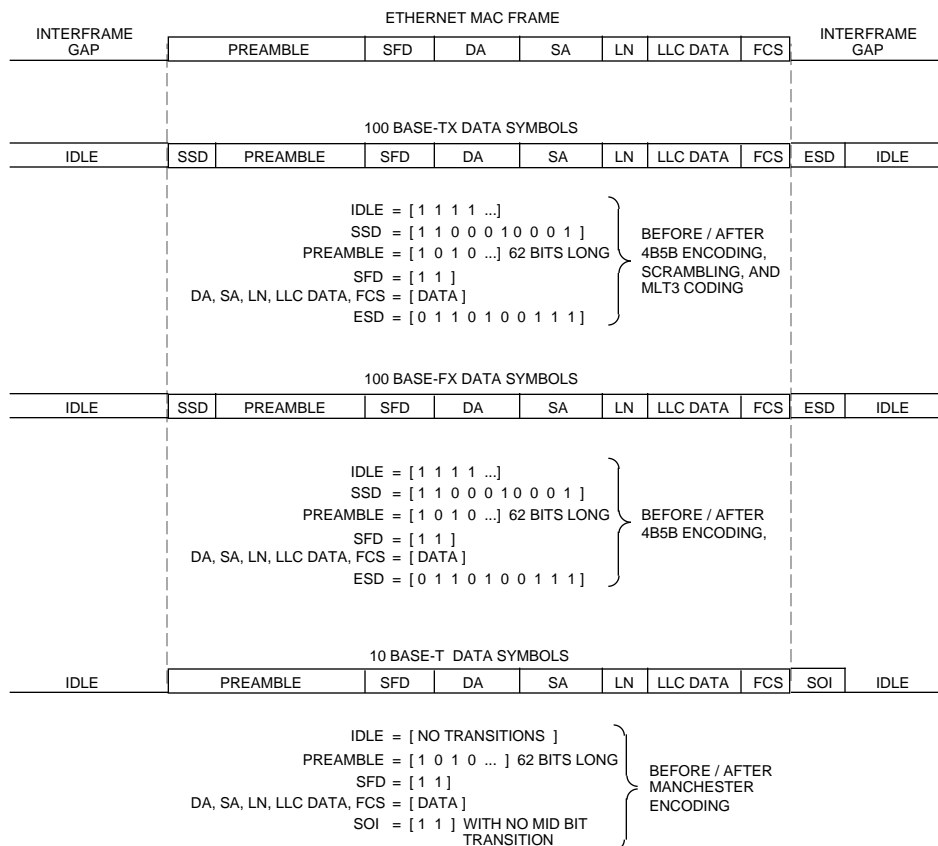 ETHERNET MAC FRAME
INTERFRAME GAP
INTERFRAME GAP
PREAMBLE SFD DA SA LN LLC DATA FCS
100 BASE-TX DATA SYMBOLS
IDLE SSD PREAMBLE SFD DA SA LN LLC DATA FCS ESD IDLE
IDLE = [ 1 1 1 1 ...]
SSD = [ 1 1 0 0 0 1 0 0 0 1 ]
PREAMBLE = [ 1 0 1 0 ...] 62 BITS LONG
SFD = [ 1 1 ]
DA, SA, LN, LLC DATA, FCS = [ DATA ]
ESD = [ 0 1 1 0 1 0 0 1 1 1 ]
BEFORE / AFTER
4B5B ENCODING,
SCRAMBLING, AND
MLT3 CODING
100 BASE-FX DATA SYMBOLS
IDLE SSD PREAMBLE SFD DA SA LN LLC DATA FCS ESD IDLE
IDLE = [ 1 1 1 1 ...]
SSD = [ 1 1 0 0 0 1 0 0 0 1 ]
PREAMBLE = [ 1 0 1 0 ...] 62 BITS LONG
SFD = [ 1 1 ]
DA, SA, LN, LLC DATA, FCS = [ DATA ]
ESD = [ 0 1 1 0 1 0 0 1 1 1 ]
BEFORE / AFTER
4B5B ENCODING,
10 BASE-T DATA SYMBOLS
IDLE PREAMBLE SFD DA SA LN LLC DATA FCS SOI IDLE
IDLE = [ NO TRANSITIONS ]
PREAMBLE = [ 1 0 1 0 ... ] 62 BITS LONG
SFD = [ 1 1 ]
DA, SA, LN, LLC DATA, FCS = [ DATA ]
SOI = [ 1 1 ] WITH NO MID BIT
TRANSITION
BEFORE / AFTER
MANCHESTER
ENCODING